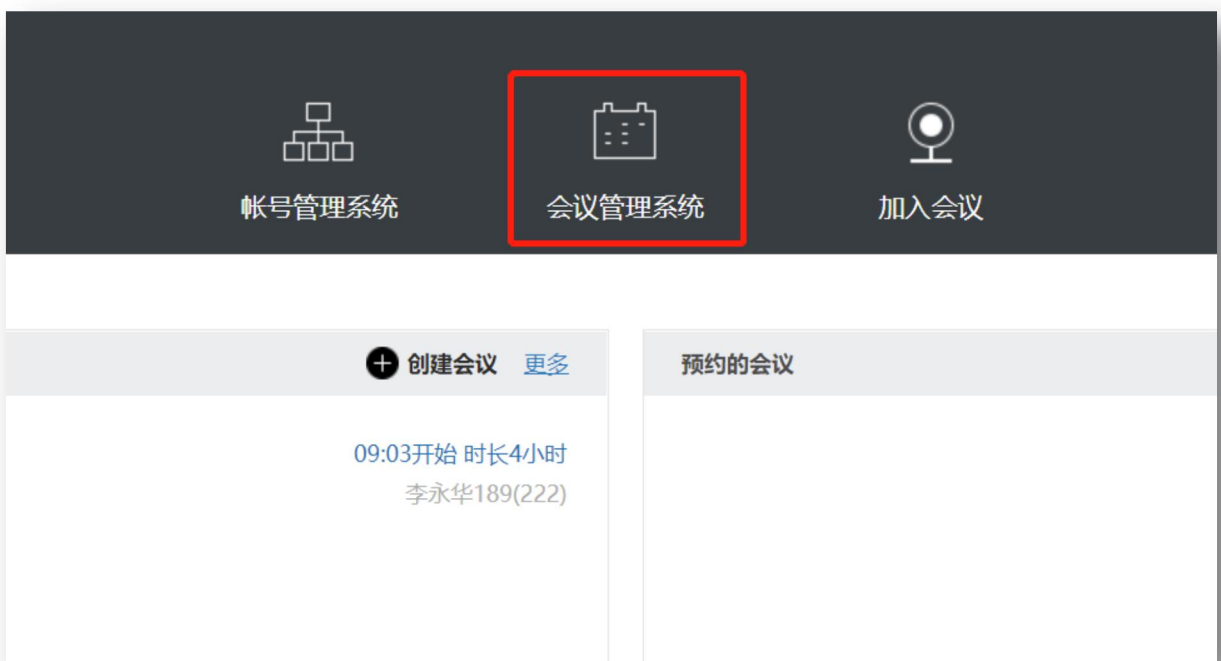 帐号管理系统 会议管理系统 加入会议
创建会议 更多 预约的会议
09:03开始 时长4小时
李永华189(222)